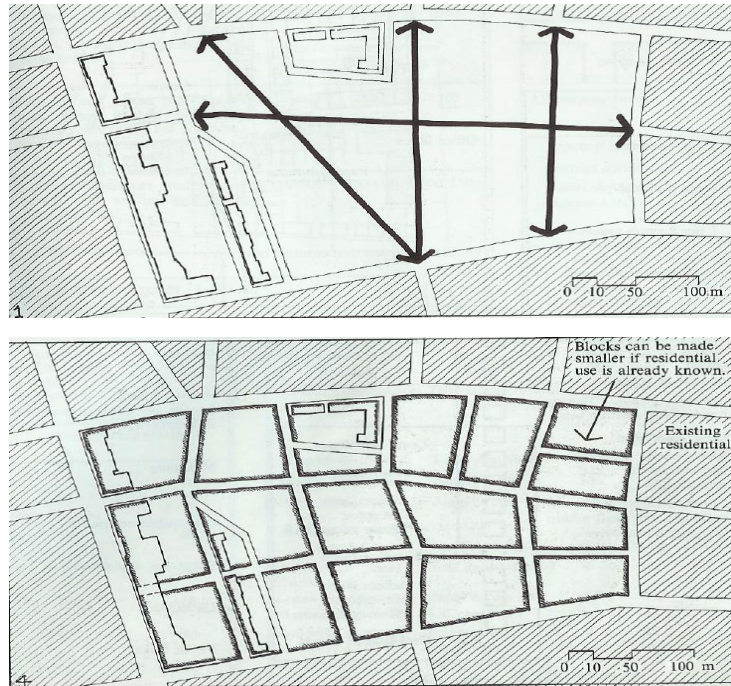 0 10 50 100.m
1
Blocks can be made
smaller if residential
use is already known.
Existing
residential
0 10 50 100 m
4